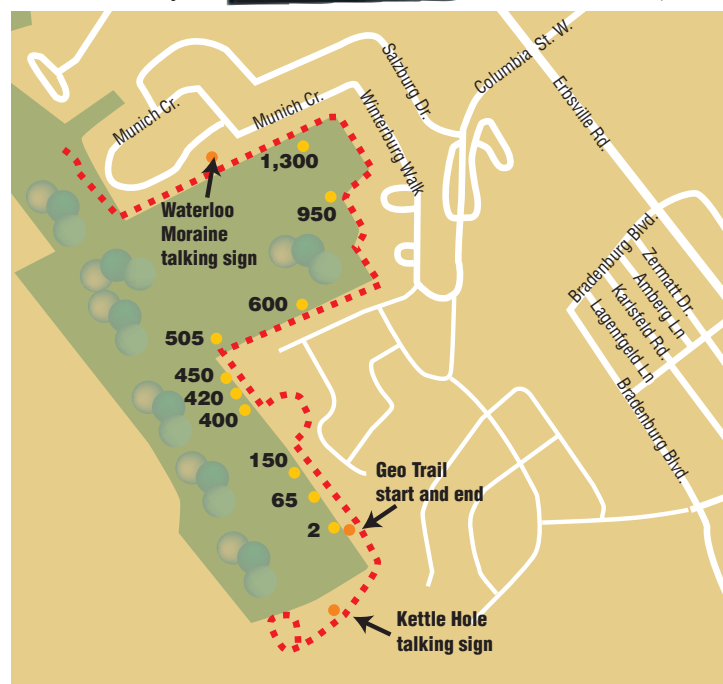 Munich Cr.
Munich Cr.
Salzburg Dr.
Columbia St. W.
Erbsville Rd.
Winterburg Walk
1,300
950
Waterloo
Moraine
talking sign
600
505
450
420
400
150
65
2
Geo Trail
start and end
Kettle Hole
talking sign
Bradenburg Blvd.
Zermatt Dr.
Amberg Ln
Karlsfeld Rd.
Lagenfgeld Ln
Bradenburg Blvd.